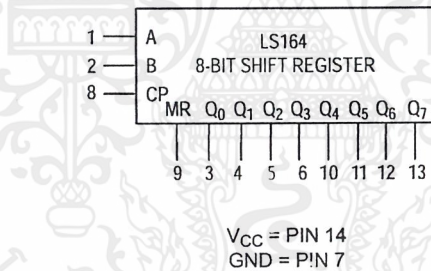 1 A LS164
2 B 8-BIT SHIFT REGISTER
8 CP
MR Q0 Q1 Q2 Q3 Q4 Q5 Q6 Q7
9 3 4 5 6 10 11 12 13
VCC = PIN 14
GND = P!N 7